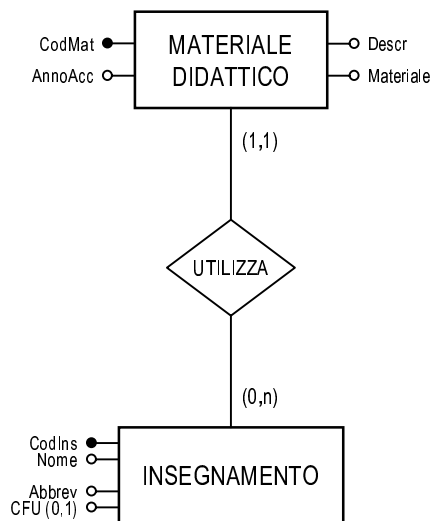 CodMat
MATERIALE
DIDATTICO
Descr
AnnoAcc
Materiale
(1,1)
UTILIZZA
(0,n)
CodIns
Nome
INSEGNAMENTO
Abbrev
CFU (0,1)